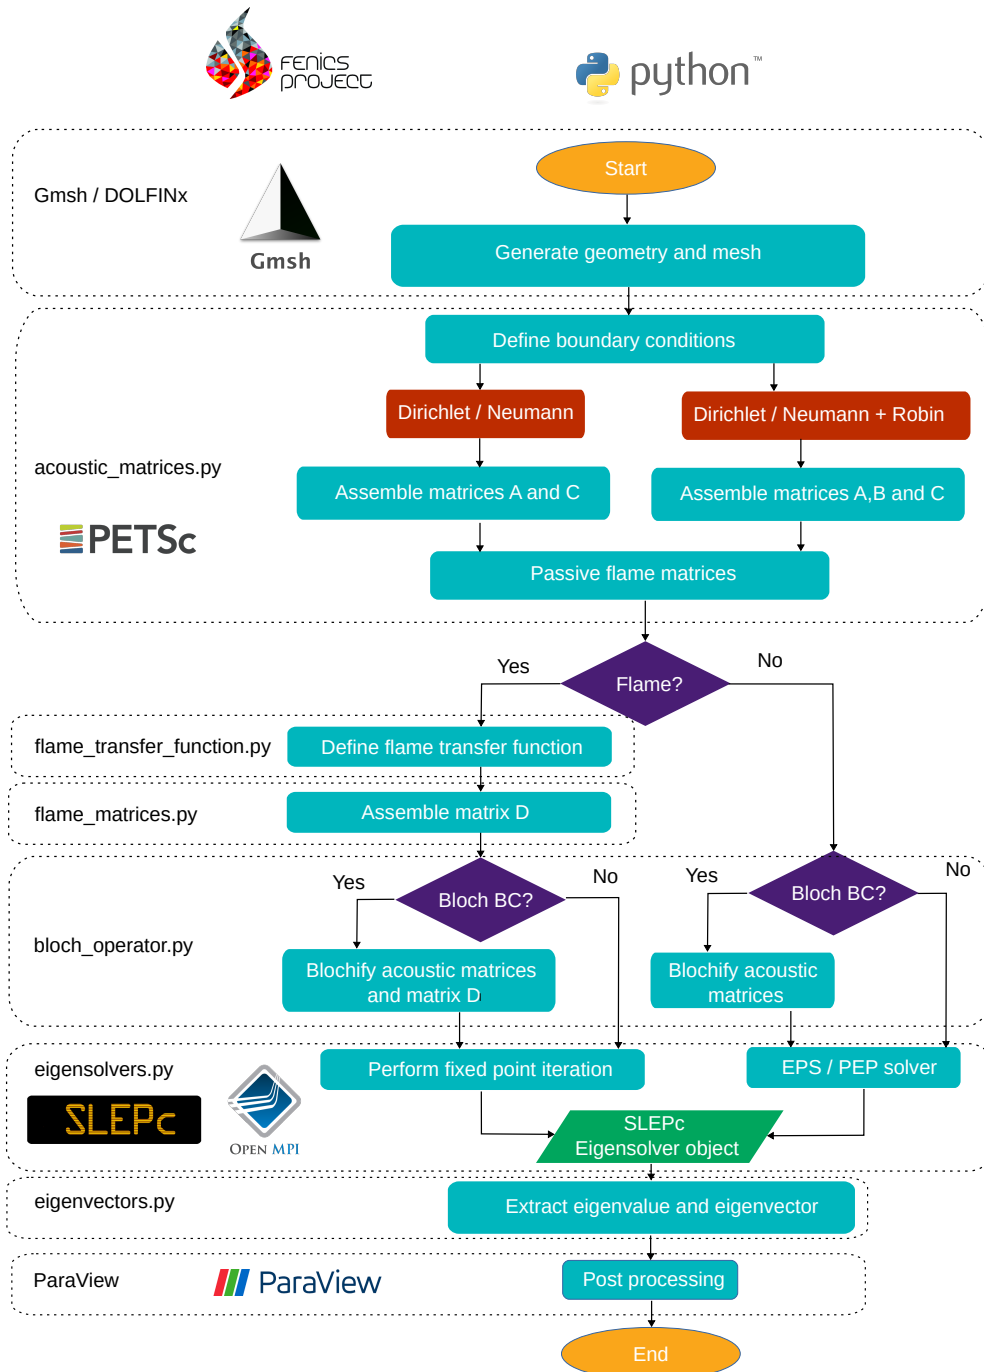 FENICS
PROJECT
python™
Start
Gmsh / DOLFINx
Gmsh
Generate geometry and mesh
Define boundary conditions
Dirichlet / Neumann
Dirichlet / Neumann + Robin
acoustic_matrices.py
Assemble matrices A and C
Assemble matrices A,B and C
PETSc
Passive flame matrices
Flame?
Yes
No
flame_transfer_function.py
Define flame transfer function
flame_matrices.py
Assemble matrix D
Bloch BC?
Yes
No
Bloch BC?
Yes
No
bloch_operator.py
Blochify acoustic matrices
and matrix D
Blochify acoustic
matrices
eigensolvers.py
Perform fixed point iteration
EPS / PEP solver
SLEPc
OPEN MPI
SLEPc
Eigensolver object
eigenvectors.py
Extract eigenvalue and eigenvector
ParaView
ParaView
Post processing
End